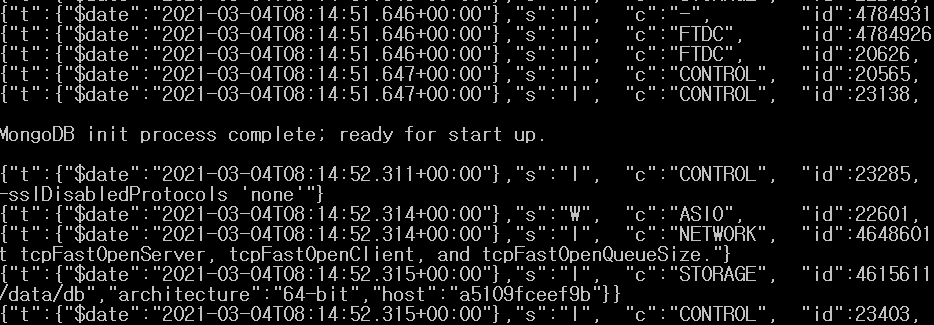 {"t":{"$date":"2021-03-04T08:14:51.646+00:00"},"s":"I", "c":"-", "id":4784931
{"t":{"$date":"2021-03-04T08:14:51.646+00:00"},"s":"I", "c":"FTDC", "id":4784926
{"t":{"$date":"2021-03-04T08:14:51.646+00:00"},"s":"I", "c":"FTDC", "id":20626,
{"t":{"$date":"2021-03-04T08:14:51.647+00:00"},"s":"I", "c":"CONTROL", "id":20565,
{"t":{"$date":"2021-03-04T08:14:51.647+00:00"},"s":"I", "c":"CONTROL", "id":23138,
MongoDB init process complete; ready for start up.
{"t":{"$date":"2021-03-04T08:14:52.311+00:00"},"s":"I", "c":"CONTROL", "id":23285,
-sslDisabledProtocols 'none'"}
{"t":{"$date":"2021-03-04T08:14:52.314+00:00"},"s":"W", "c":"ASIO", "id":22601,
{"t":{"$date":"2021-03-04T08:14:52.314+00:00"},"s":"I", "c":"NETWORK", "id":4648601
t tcpFastOpenServer, tcpFastOpenClient, and tcpFastOpenQueueSize."}
{"t":{"$date":"2021-03-04T08:14:52.315+00:00"},"s":"I", "c":"STORAGE", "id":4615611
/data/db","architecture":"64-bit","host":"a5109fceef9b"}}
{"t":{"$date":"2021-03-04T08:14:52.315+00:00"},"s":"I", "c":"CONTROL", "id":23403,